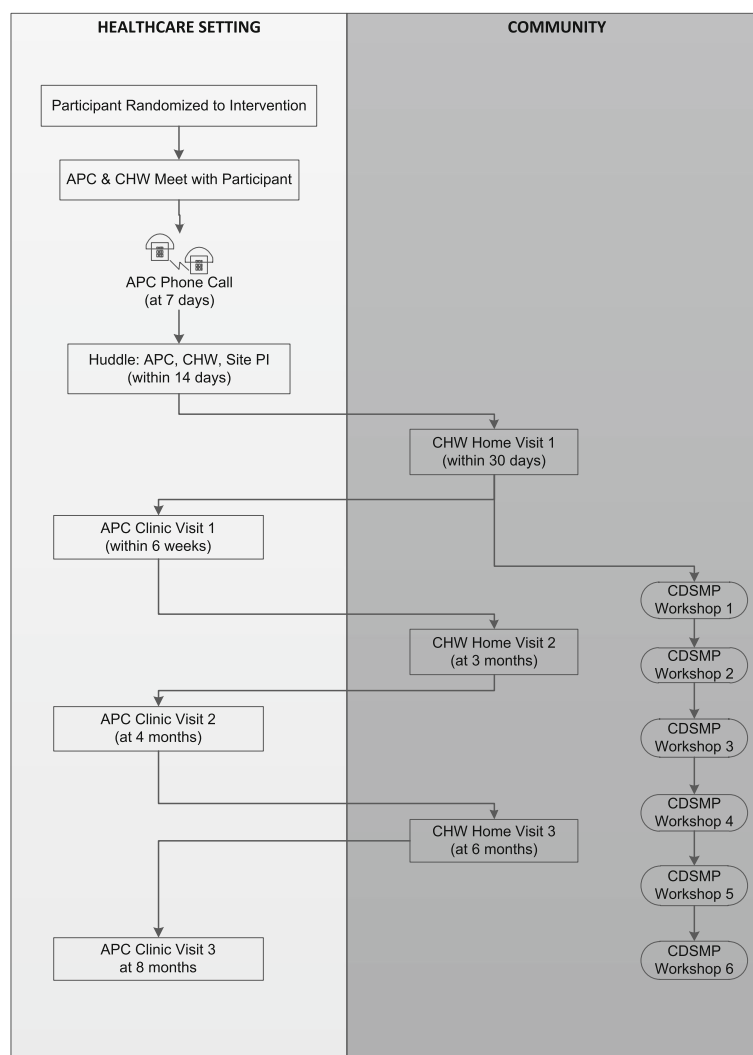 HEALTHCARE SETTING
COMMUNITY
Participant Randomized to Intervention
APC & CHW Meet with Participant
APC Phone Call
(at 7 days)
Huddle: APC, CHW, Site PI
(within 14 days)
CHW Home Visit 1
(within 30 days)
APC Clinic Visit 1
(within 6 weeks)
CHW Home Visit 2
(at 3 months)
APC Clinic Visit 2
(at 4 months)
CHW Home Visit 3
(at 6 months)
APC Clinic Visit 3
at 8 months
CDSMP
Workshop 1
CDSMP
Workshop 2
CDSMP
Workshop 3
CDSMP
Workshop 4
CDSMP
Workshop 5
CDSMP
Workshop 6